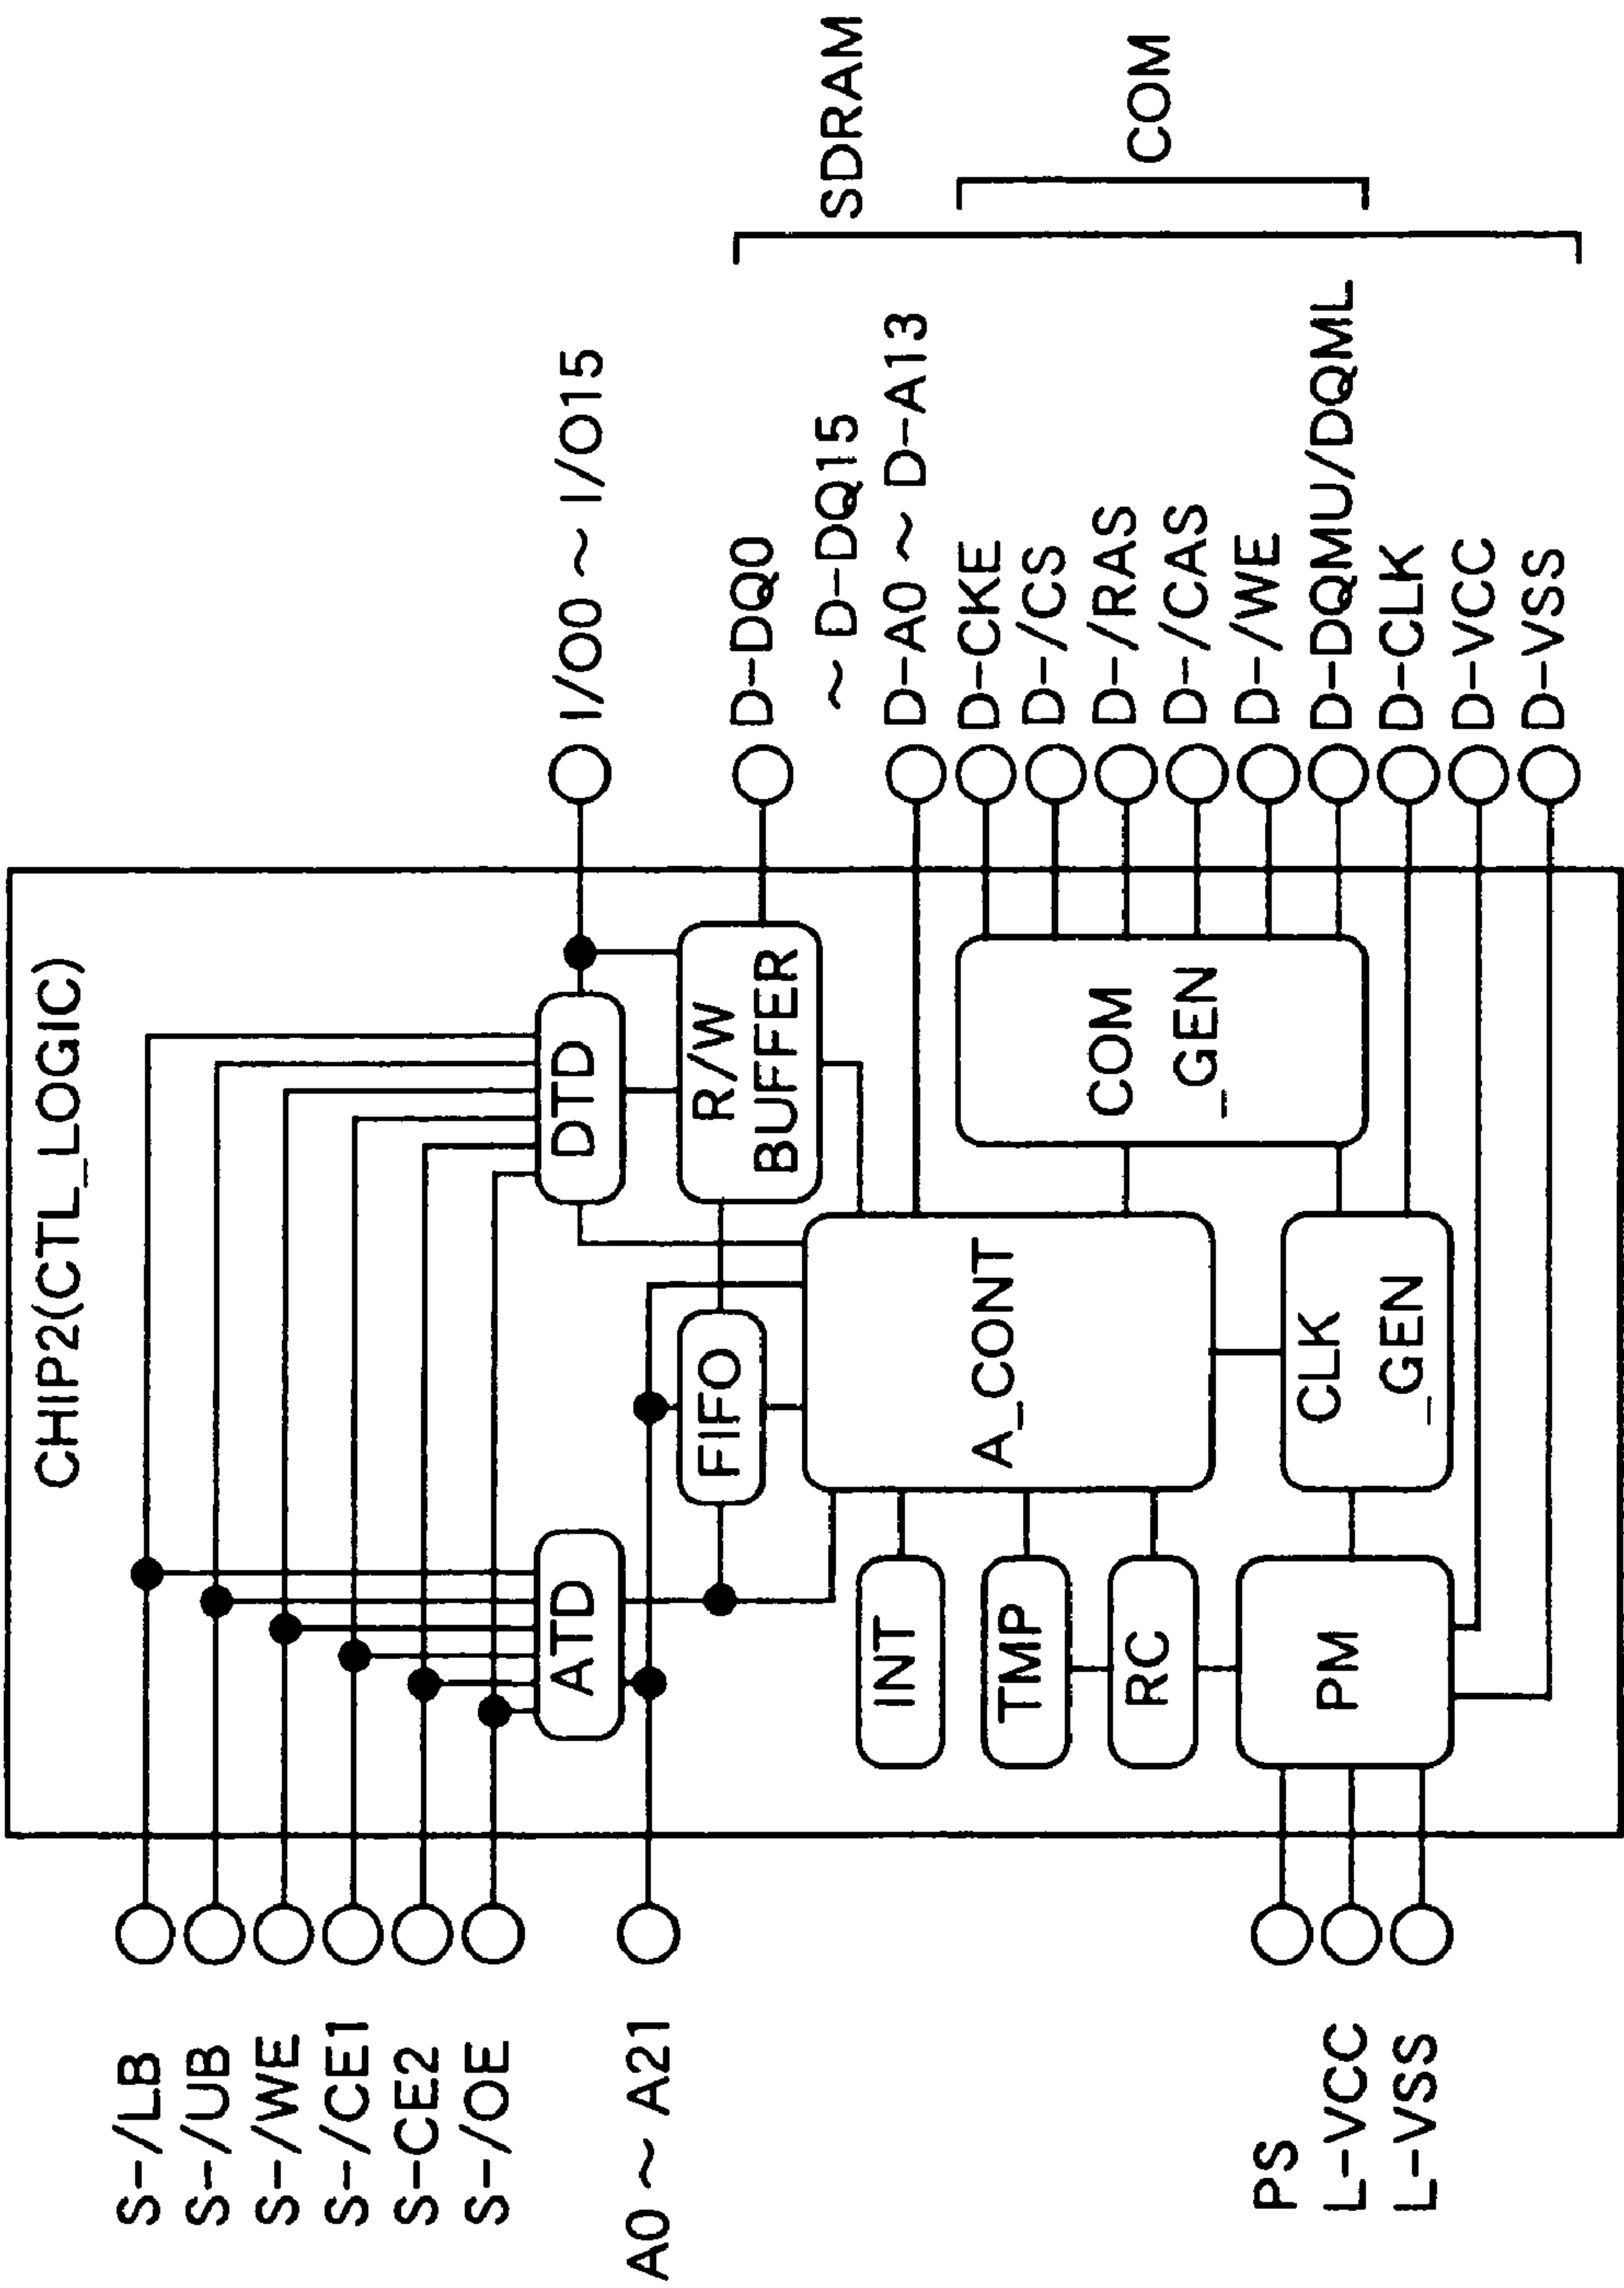 CHIP2(CTL_LOGIC)
S-/LB
S-/UB
S-/WE
S-/CE1
S-CE2
S-/OE
A0 ~ A21
PS
L-VCC
L-VSS
ATD
DTD
FIFO
R/W
BUFFER
INT
TMP
RC
PM
A_CONT
CLK
_GEN
COM
_GEN
I/O0 ~ I/O15
D-DQ0
~ D-DQ15
D-A0 ~ D-A13
D-CKE
D-/CS
D-/RAS
D-/CAS
D-/WE
D-DQMU/DQML
D-CLK
D-VCC
D-VSS
SDRAM
COM